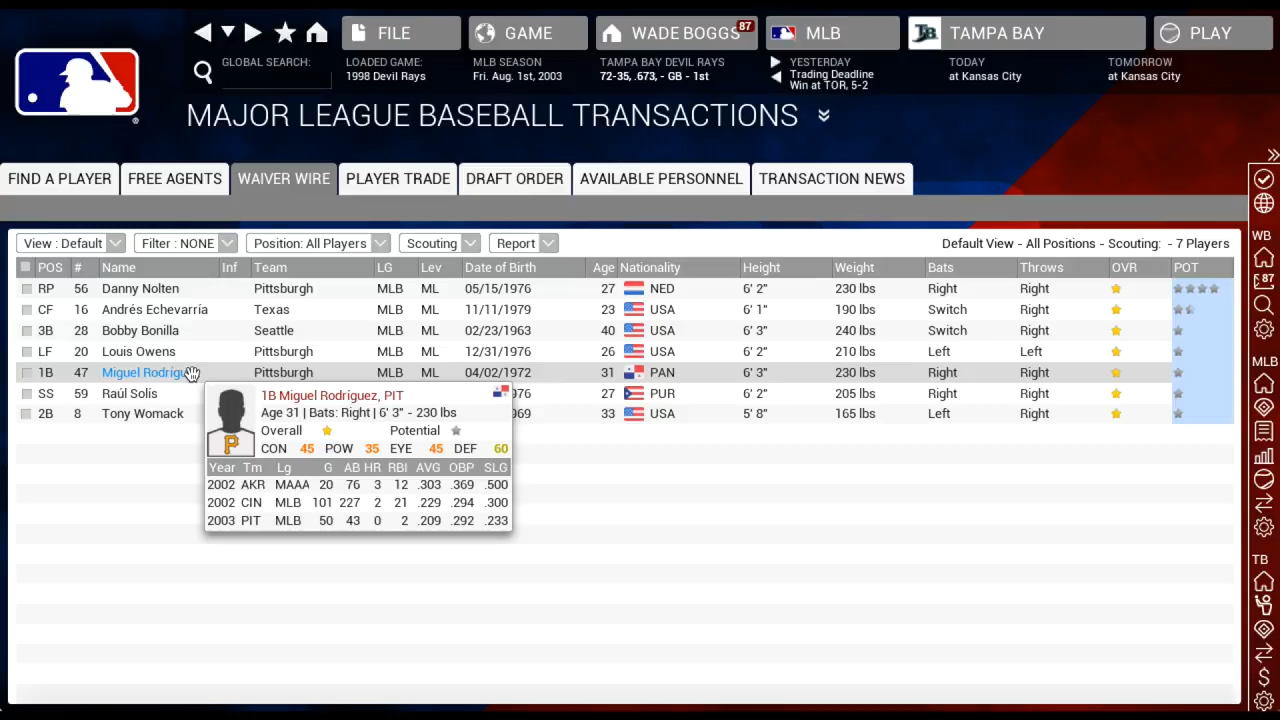 FILE GAME WADE BOGGS 87 MLB TAMPA BAY PLAY
GLOBAL SEARCH: LOADED GAME: MLB SEASON TAMPA BAY DEVIL RAYS YESTERDAY TODAY TOMORROW
1998 Devil Rays Fri. Aug. 1st, 2003 72-35, .673, - GB - 1st Trading Deadline at Kansas City at Kansas City
Win at TOR, 5-2
MAJOR LEAGUE BASEBALL TRANSACTIONS
FIND A PLAYER FREE AGENTS WAIVER WIRE PLAYER TRADE DRAFT ORDER AVAILABLE PERSONNEL TRANSACTION NEWS
View : Default Filter : NONE Position: All Players Scouting Report Default View - All Positions - Scouting: - 7 Players
POS # Name Inf Team LG Lev Date of Birth Age Nationality Height Weight Bats Throws OVR POT
RP 56 Danny Nolten Pittsburgh MLB ML 05/15/1976 27 NED 6' 2" 230 lbs Right Right
CF 16 Andrés Echevarría Texas MLB ML 11/11/1979 23 USA 6' 1" 190 lbs Switch Right
3B 28 Bobby Bonilla Seattle MLB ML 02/23/1963 40 USA 6' 3" 240 lbs Switch Right
LF 20 Louis Owens Pittsburgh MLB ML 12/31/1976 26 USA 6' 2" 210 lbs Left Left
1B 47 Miguel Rodrígu Pittsburgh MLB ML 04/02/1972 31 PAN 6' 3" 230 lbs Right Right
SS 59 Raúl Solís 976 27 PUR 6' 2" 205 lbs Right Right
2B 8 Tony Womack 969 33 USA 5' 8" 165 lbs Left Right
1B Miguel Rodríguez, PIT
Age 31 | Bats: Right | 6' 3" - 230 lbs
Overall Potential
CON 45 POW 35 EYE 45 DEF 60
Year Tm Lg G AB HR RBI AVG OBP SLG
2002 AKR MAAA 20 76 3 12 .303 .369 .500
2002 CIN MLB 101 227 2 21 .229 .294 .300
2003 PIT MLB 50 43 0 2 .209 .292 .233
WB
87
MLB
TB